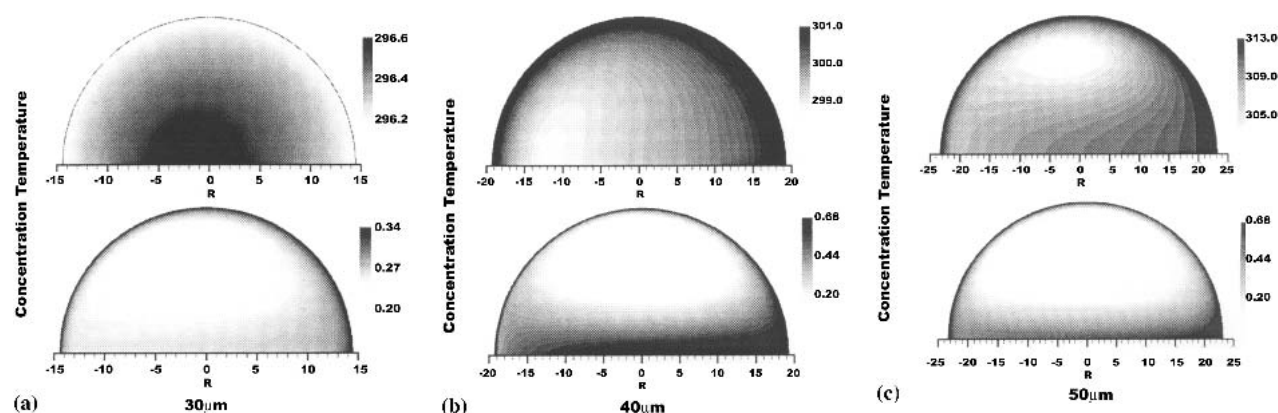 Concentration Temperature
296.6
296.4
296.2
-15 -10 -5 0 5 10 15
R
0.34
0.27
0.20
-15 -10 -5 0 5 10 15
R
(a) 30μm
Concentration Temperature
301.0
300.0
299.0
-20 -15 -10 -5 0 5 10 15 20
R
0.68
0.44
0.20
-20 -15 -10 -5 0 5 10 15 20
R
(b) 40μm
Concentration Temperature
313.0
309.0
305.0
-25 -20 -15 -10 -5 0 5 10 15 20 25
R
0.68
0.44
0.20
-25 -20 -15 -10 -5 0 5 10 15 20 25
R
(c) 50μm